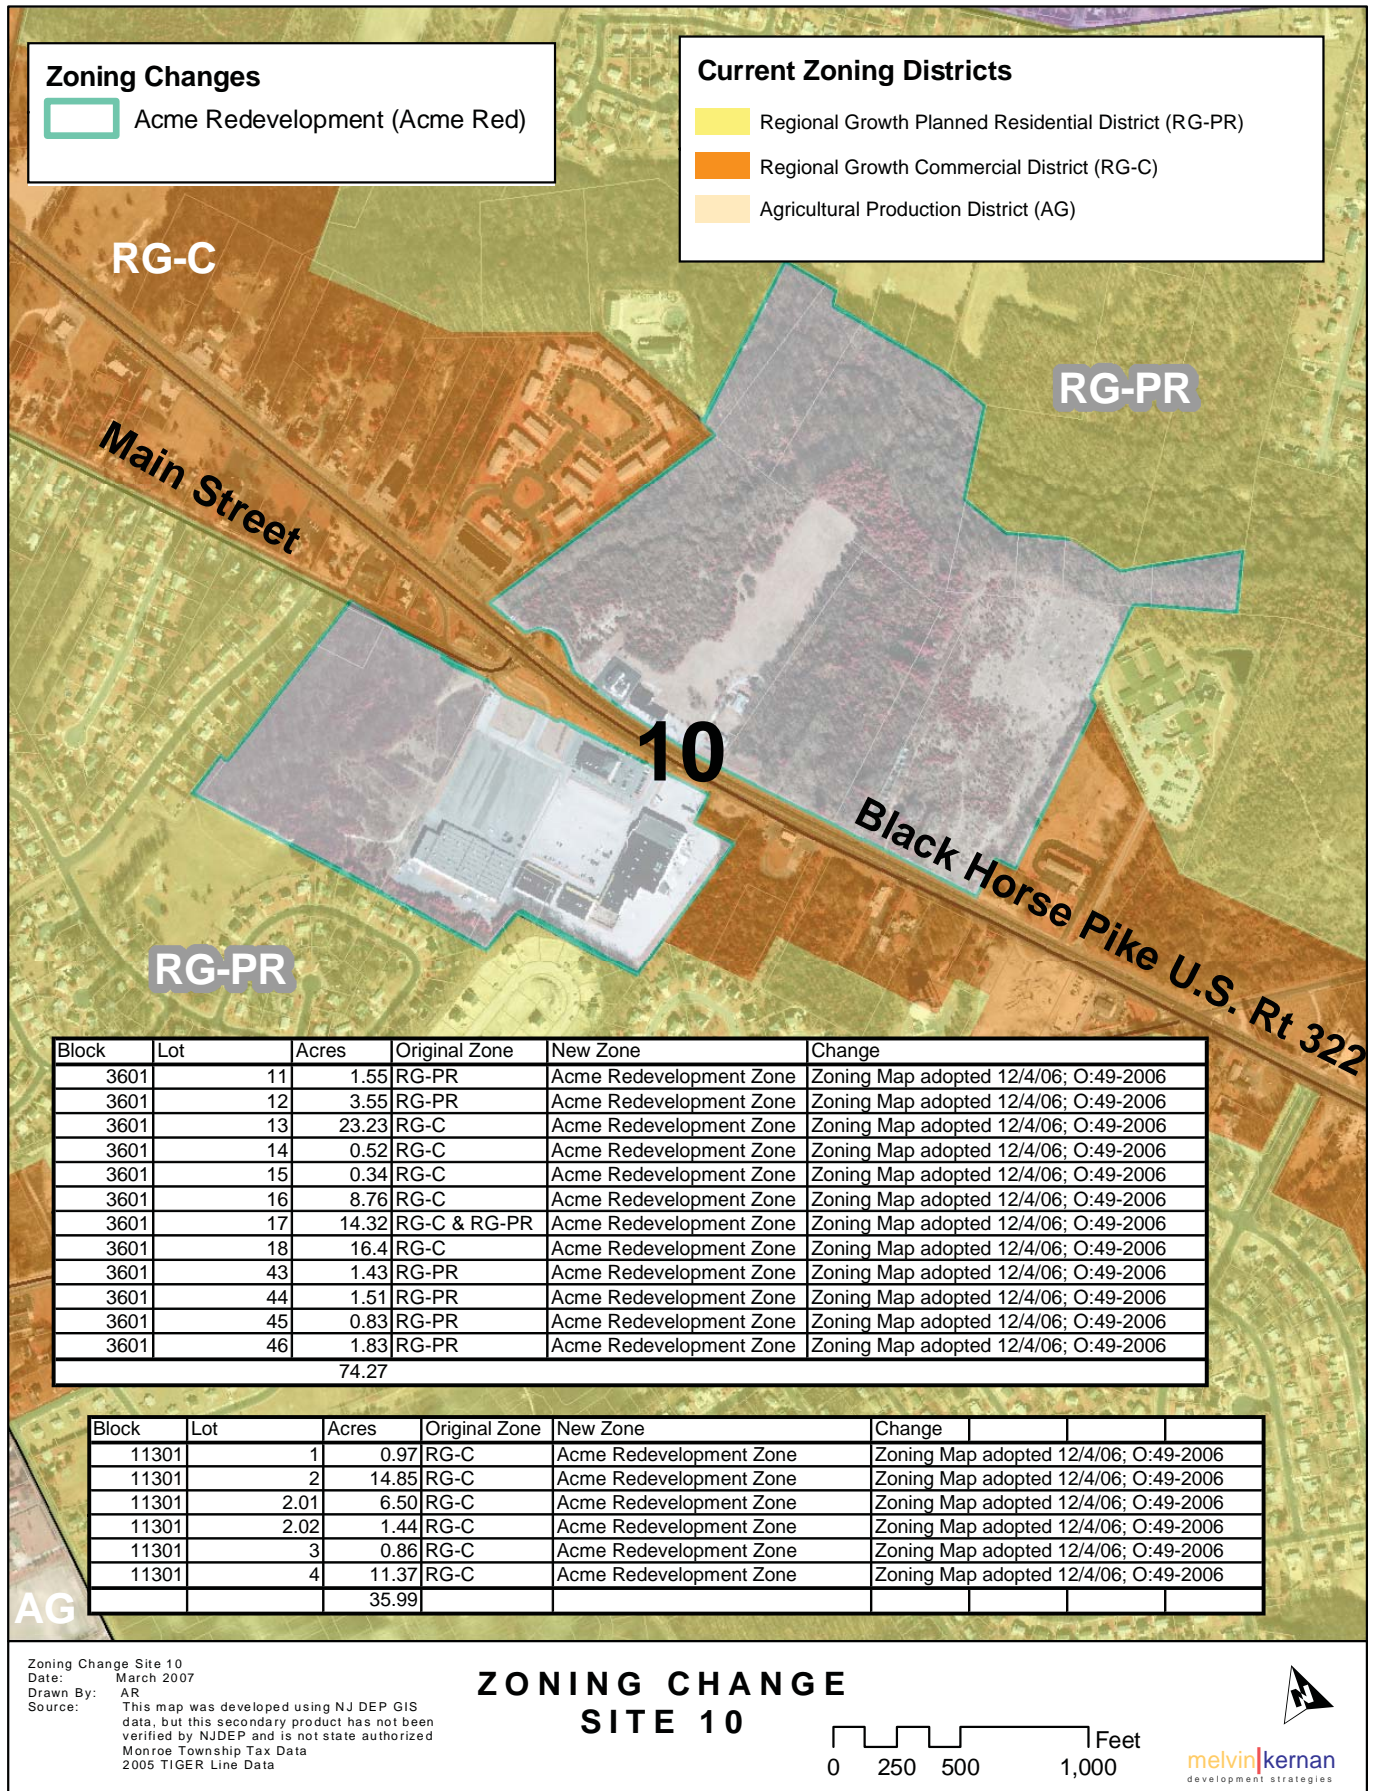 Zoning Changes
Acme Redevelopment (Acme Red)
Current Zoning Districts
Regional Growth Planned Residential District (RG-PR)
Regional Growth Commercial District (RG-C)
Agricultural Production District (AG)
RG-C
RG-PR
Main Street
10
Black Horse Pike U.S. Rt 322
RG-PR
Block Lot Acres Original Zone New Zone Change
3601 11 1.55 RG-PR Acme Redevelopment Zone Zoning Map adopted 12/4/06; O:49-2006
3601 12 3.55 RG-PR Acme Redevelopment Zone Zoning Map adopted 12/4/06; O:49-2006
3601 13 23.23 RG-C Acme Redevelopment Zone Zoning Map adopted 12/4/06; O:49-2006
3601 14 0.52 RG-C Acme Redevelopment Zone Zoning Map adopted 12/4/06; O:49-2006
3601 15 0.34 RG-C Acme Redevelopment Zone Zoning Map adopted 12/4/06; O:49-2006
3601 16 8.76 RG-C Acme Redevelopment Zone Zoning Map adopted 12/4/06; O:49-2006
3601 17 14.32 RG-C & RG-PR Acme Redevelopment Zone Zoning Map adopted 12/4/06; O:49-2006
3601 18 16.4 RG-C Acme Redevelopment Zone Zoning Map adopted 12/4/06; O:49-2006
3601 43 1.43 RG-PR Acme Redevelopment Zone Zoning Map adopted 12/4/06; O:49-2006
3601 44 1.51 RG-PR Acme Redevelopment Zone Zoning Map adopted 12/4/06; O:49-2006
3601 45 0.83 RG-PR Acme Redevelopment Zone Zoning Map adopted 12/4/06; O:49-2006
3601 46 1.83 RG-PR Acme Redevelopment Zone Zoning Map adopted 12/4/06; O:49-2006
74.27
Block Lot Acres Original Zone New Zone Change
11301 1 0.97 RG-C Acme Redevelopment Zone Zoning Map adopted 12/4/06; O:49-2006
11301 2 14.85 RG-C Acme Redevelopment Zone Zoning Map adopted 12/4/06; O:49-2006
11301 2.01 6.50 RG-C Acme Redevelopment Zone Zoning Map adopted 12/4/06; O:49-2006
11301 2.02 1.44 RG-C Acme Redevelopment Zone Zoning Map adopted 12/4/06; O:49-2006
11301 3 0.86 RG-C Acme Redevelopment Zone Zoning Map adopted 12/4/06; O:49-2006
11301 4 11.37 RG-C Acme Redevelopment Zone Zoning Map adopted 12/4/06; O:49-2006
35.99
AG
Zoning Change Site 10
Date: March 2007
Drawn By: AR
Source: This map was developed using NJ DEP GIS
data, but this secondary product has not been
verified by NJDEP and is not state authorized
Monroe Township Tax Data
2005 TIGER Line Data
ZONING CHANGE
SITE 10
Feet
0 250 500 1,000
N
melvin|kernan
development strategies